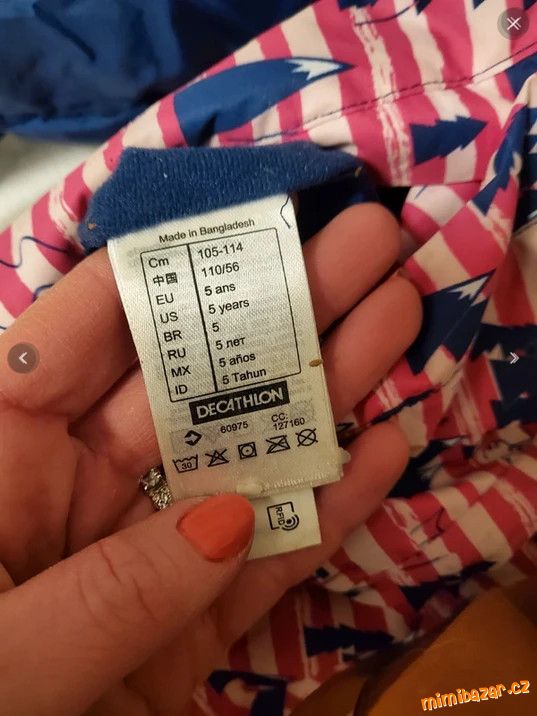 Made in Bangladesh
Cm 105-114
中国 110/56
EU 5 ans
US 5 years
BR 5
RU 5 лет
MX 5 años
ID 5 Tahun
DECATHLON
60975 CC: 127160
30
RFID
mimibazar.cz